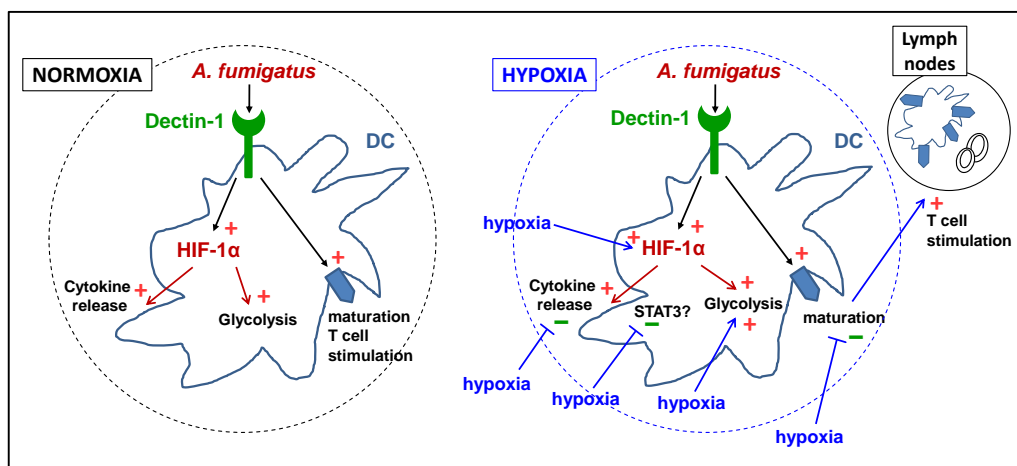 NORMOXIA
A. fumigatus
Dectin-1
HIF-1α
+
+
Cytokine
release
+
+
Glycolysis
+
maturation
T cell
stimulation
HYPOXIA
A. fumigatus
Dectin-1
DC
DC
Lymph
nodes
+
T cell
stimulation
hypoxia
+
+
HIF-1α
+
Cytokine
release
+
−
STAT3?
−
+
Glycolysis
+
maturation
−
hypoxia
hypoxia
hypoxia
hypoxia